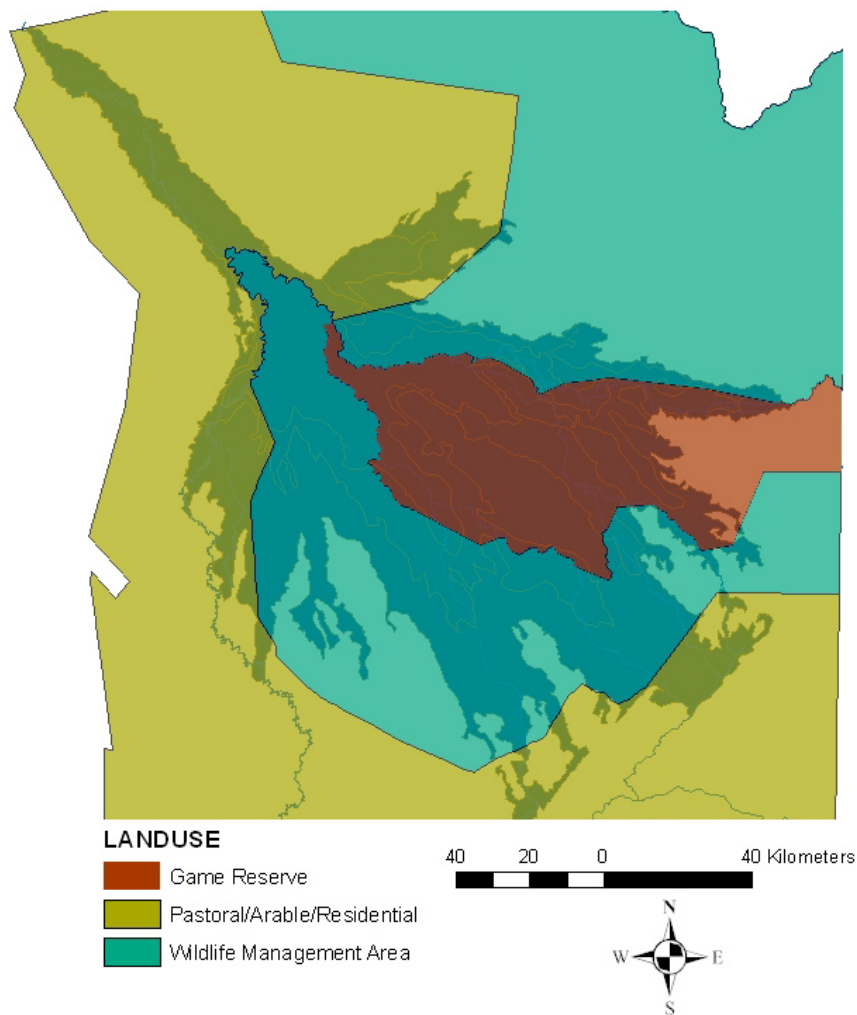 LANDUSE
Game Reserve
Pastoral/Arable/Residential
Wildlife Management Area
40 20 0 40 Kilometers
N
W E
S